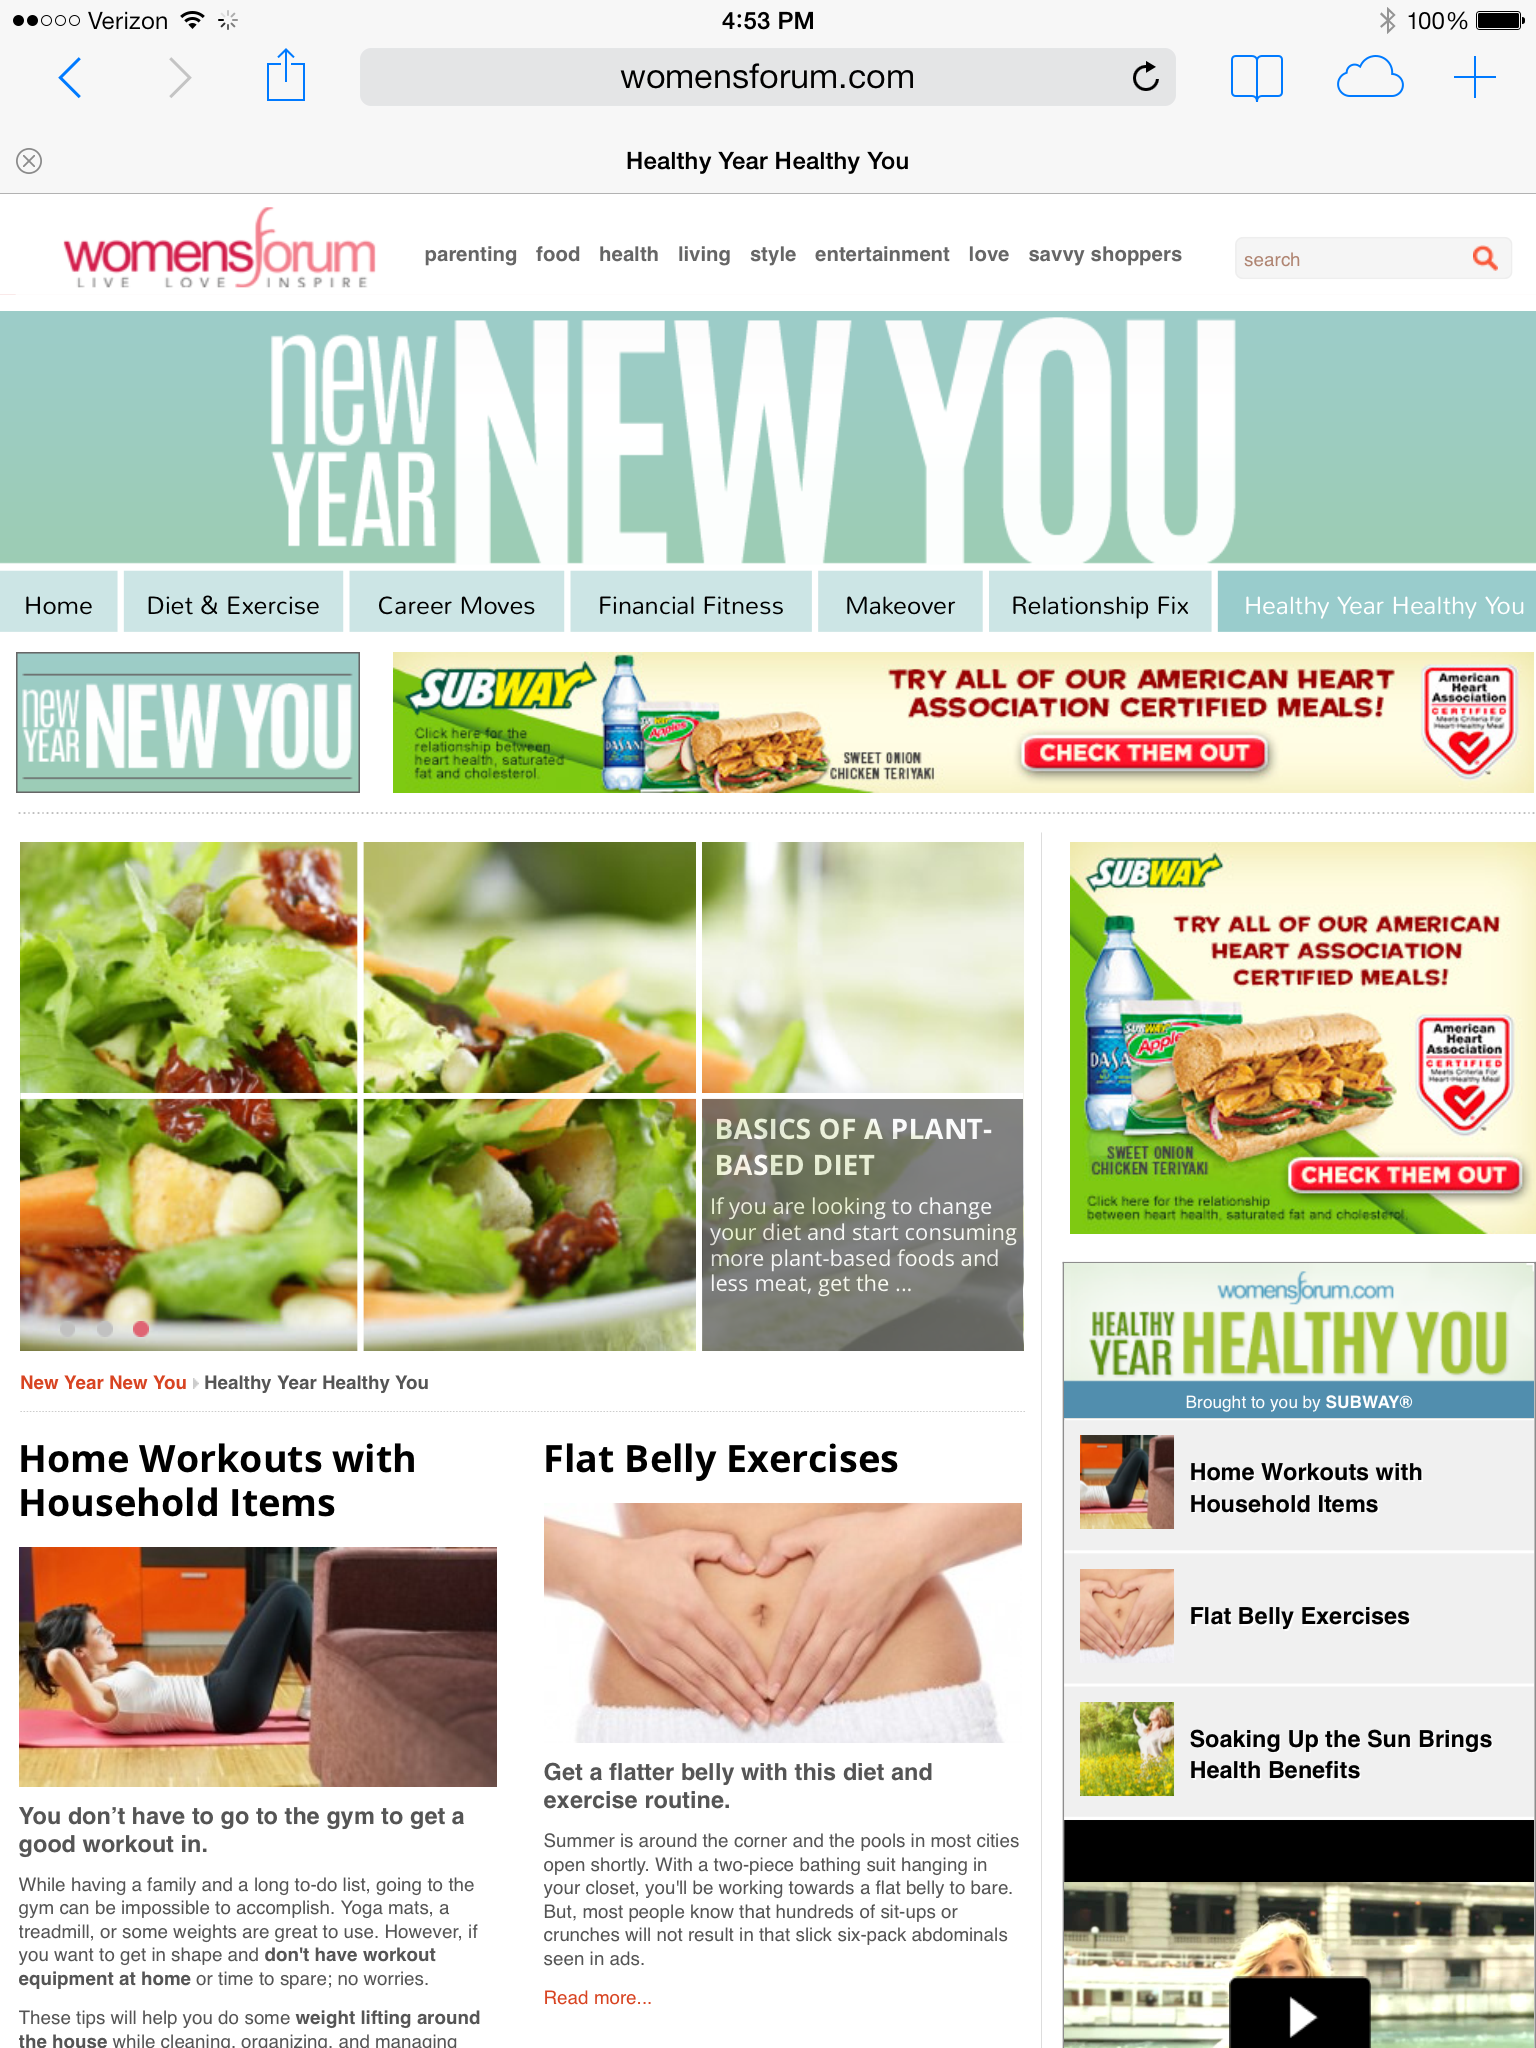 Verizon
4:53 PM
100%
womensforum.com
Healthy Year Healthy You
womensforum
LIVE LOVE INSPIRE
parenting food health living style entertainment love savvy shoppers
search
new
YEAR
NEW YOU
Home
Diet & Exercise
Career Moves
Financial Fitness
Makeover
Relationship Fix
Healthy Year Healthy You
new
YEAR
NEW YOU
SUBWAY
Click here for the
relationship between
heart health, saturated
fat and cholesterol.
DASANI
Apples
SWEET ONION
CHICKEN TERIYAKI
TRY ALL OF OUR AMERICAN HEART
ASSOCIATION CERTIFIED MEALS!
CHECK THEM OUT
American
Heart
Association
CERTIFIED
Meets Criteria For
Heart-Healthy Meal
BASICS OF A PLANT-
BASED DIET
If you are looking to change
your diet and start consuming
more plant-based foods and
less meat, get the ...
SUBWAY
TRY ALL OF OUR AMERICAN
HEART ASSOCIATION
CERTIFIED MEALS!
DASA
SUBWAY
Apple
American
Heart
Association
CERTIFIED
Meets Criteria For
Heart-Healthy Meal
SWEET ONION
CHICKEN TERIYAKI
CHECK THEM OUT
Click here for the relationship
between heart health, saturated fat and cholesterol.
New Year New You Healthy Year Healthy You
Home Workouts with
Household Items
You don’t have to go to the gym to get a
good workout in.
While having a family and a long to-do list, going to the
gym can be impossible to accomplish. Yoga mats, a
treadmill, or some weights are great to use. However, if
you want to get in shape and don't have workout
equipment at home or time to spare; no worries.
These tips will help you do some weight lifting around
the house while cleaning, organizing, and managing
Flat Belly Exercises
Get a flatter belly with this diet and
exercise routine.
Summer is around the corner and the pools in most cities
open shortly. With a two-piece bathing suit hanging in
your closet, you'll be working towards a flat belly to bare.
But, most people know that hundreds of sit-ups or
crunches will not result in that slick six-pack abdominals
seen in ads.
Read more...
womensforum.com
HEALTHY
YEAR
HEALTHY YOU
Brought to you by SUBWAY®
Home Workouts with
Household Items
Flat Belly Exercises
Soaking Up the Sun Brings
Health Benefits